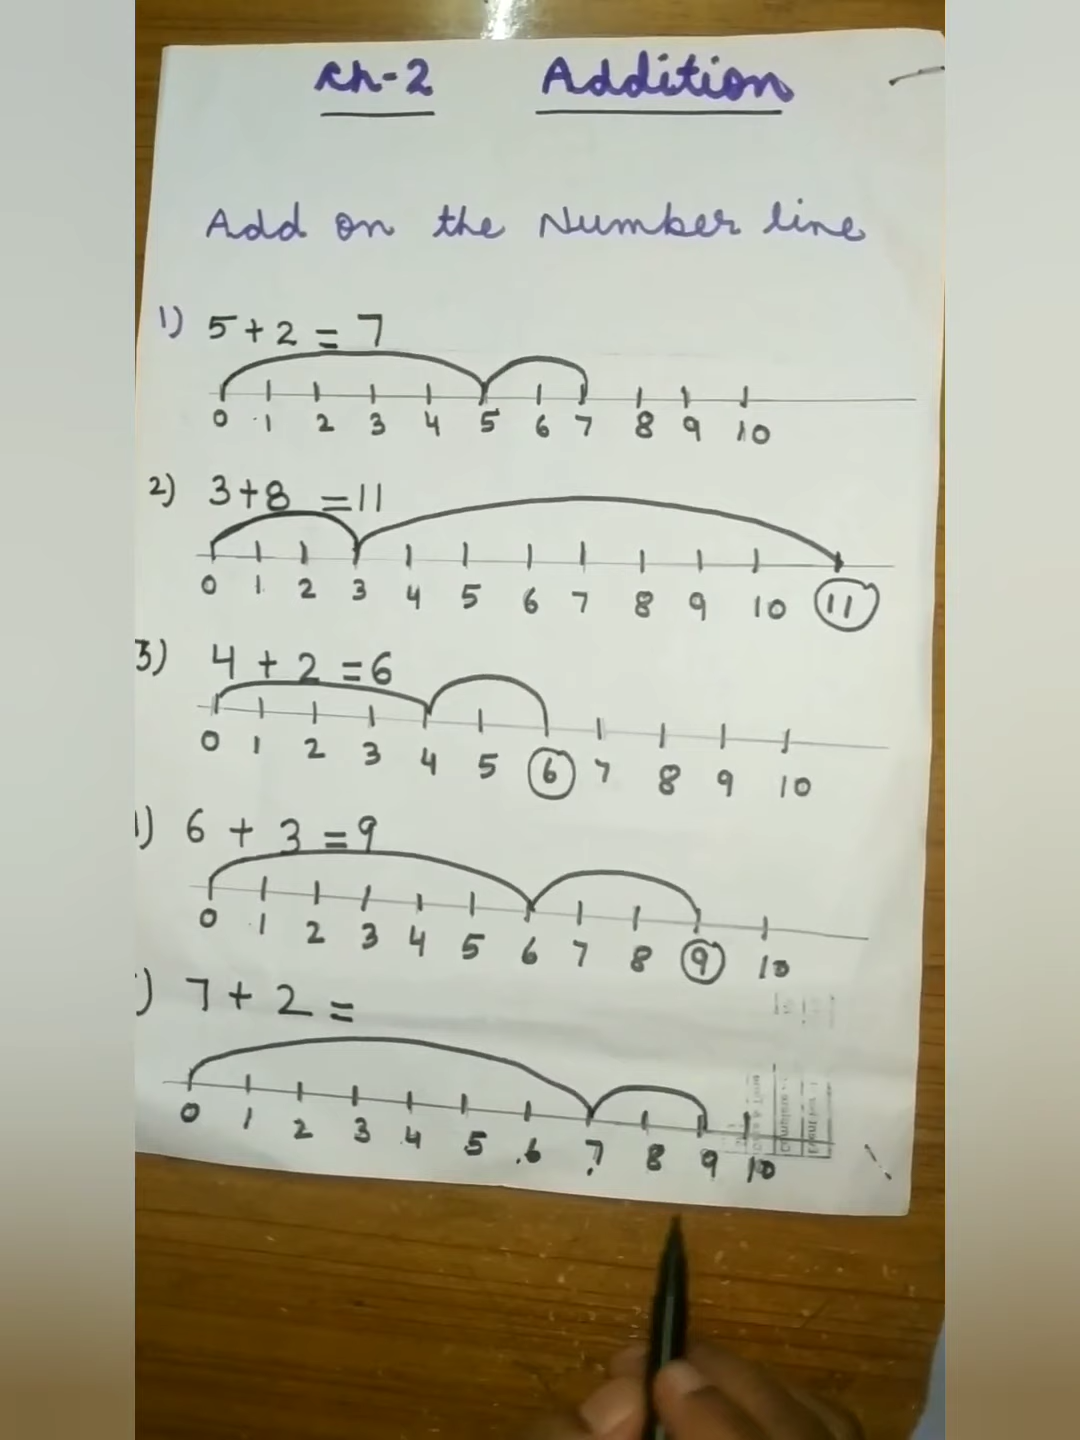 Ch-2 Addition
Add on the Number line
1) 5+2=7
0 1 2 3 4 5 6 7 8 9 10
2) 3+8 =11
0 1 2 3 4 5 6 7 8 9 10 11
3) 4+2=6
0 1 2 3 4 5 6 7 8 9 10
) 6+3=9
0 1 2 3 4 5 6 7 8 9 10
) 7+2=
0 1 2 3 4 5 6 7 8 9 10